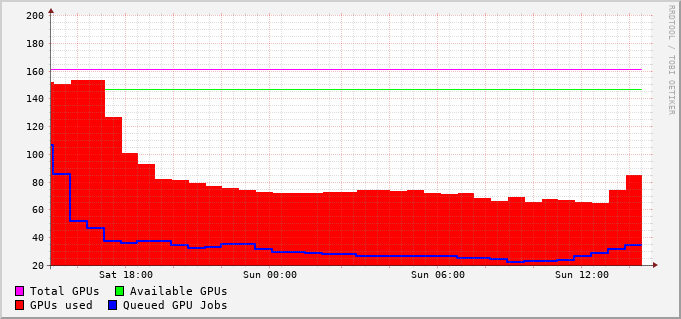 RRDTOOL / TOBI OETIKER
200
180
160
140
120
100
80
60
40
20
Sat 18:00 Sun 00:00 Sun 06:00 Sun 12:00
Total GPUs Available GPUs
GPUs used Queued GPU Jobs